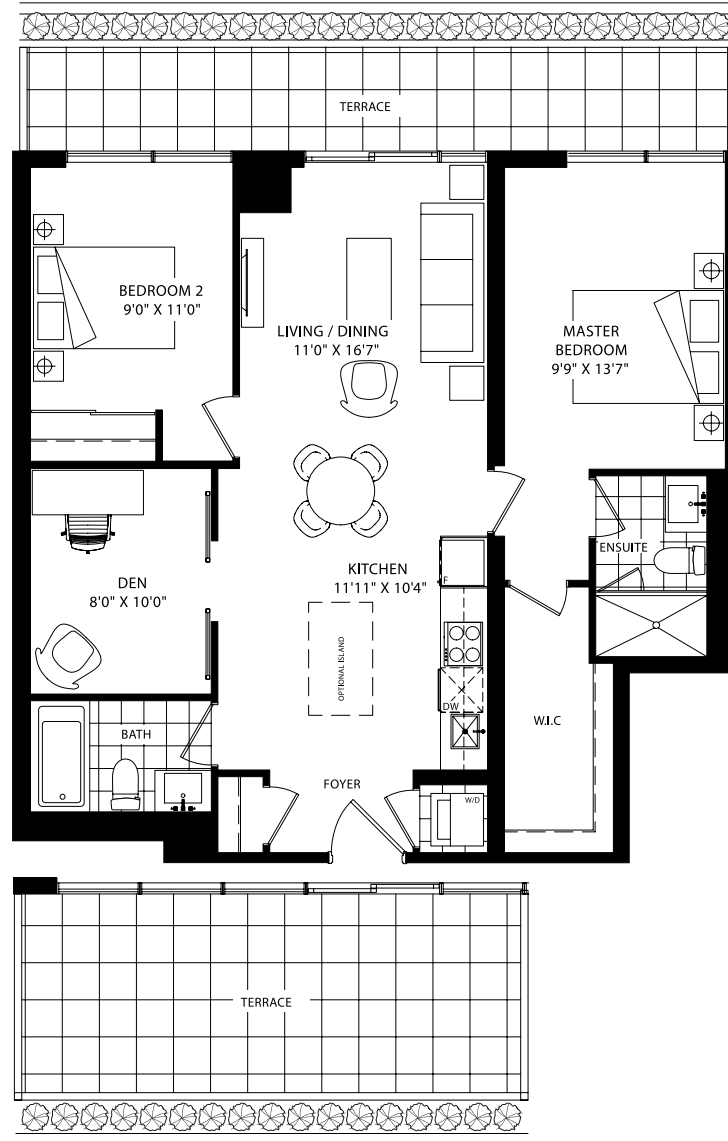 TERRACE
BEDROOM 2
9'0" X 11'0"
LIVING / DINING
11'0" X 16'7"
MASTER
BEDROOM
9'9" X 13'7"
ENSUITE
KITCHEN
11'11" X 10'4"
F
DEN
8'0" X 10'0"
OPTIONAL ISLAND
DW
W.I.C
BATH
FOYER
W/D
TERRACE